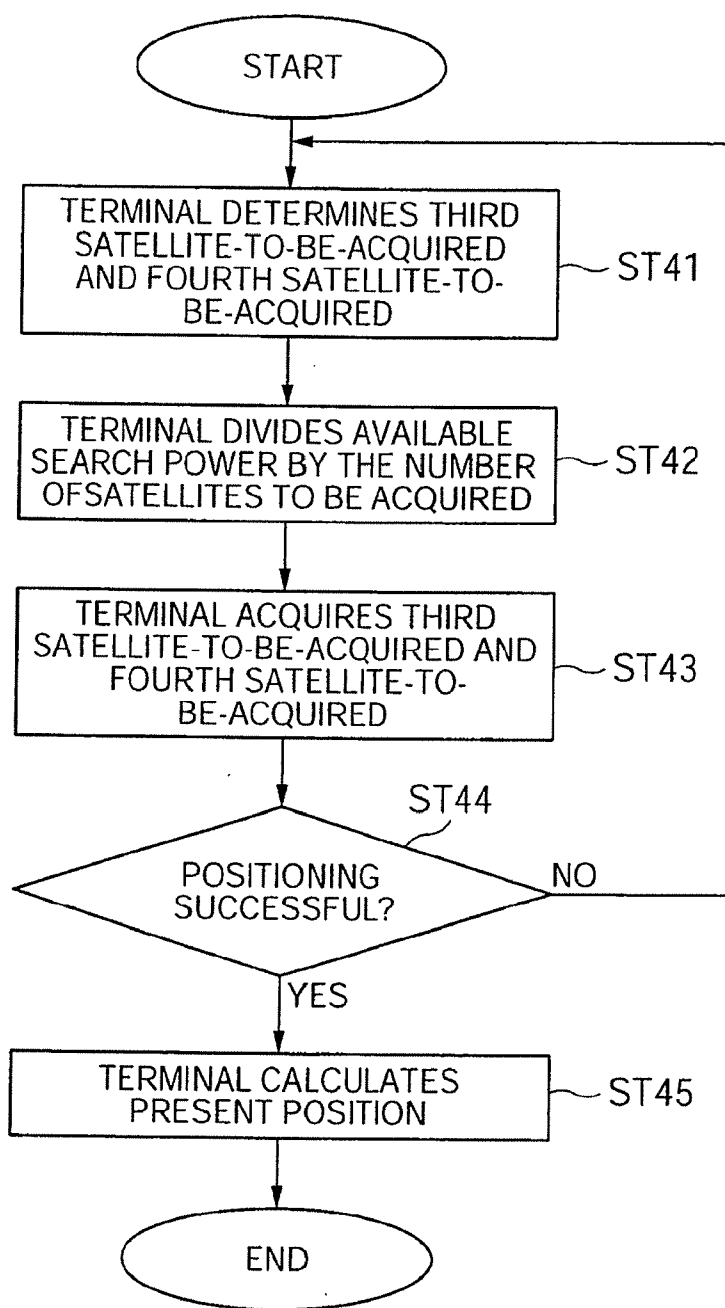 START
TERMINAL DETERMINES THIRD
SATELLITE-TO-BE-ACQUIRED
AND FOURTH SATELLITE-TO-
BE-ACQUIRED
ST41
TERMINAL DIVIDES AVAILABLE
SEARCH POWER BY THE NUMBER
OFSATELLITES TO BE ACQUIRED
ST42
TERMINAL ACQUIRES THIRD
SATELLITE-TO-BE-ACQUIRED AND
FOURTH SATELLITE-TO-
BE-ACQUIRED
ST43
ST44
POSITIONING
SUCCESSFUL?
NO
YES
TERMINAL CALCULATES
PRESENT POSITION
ST45
END